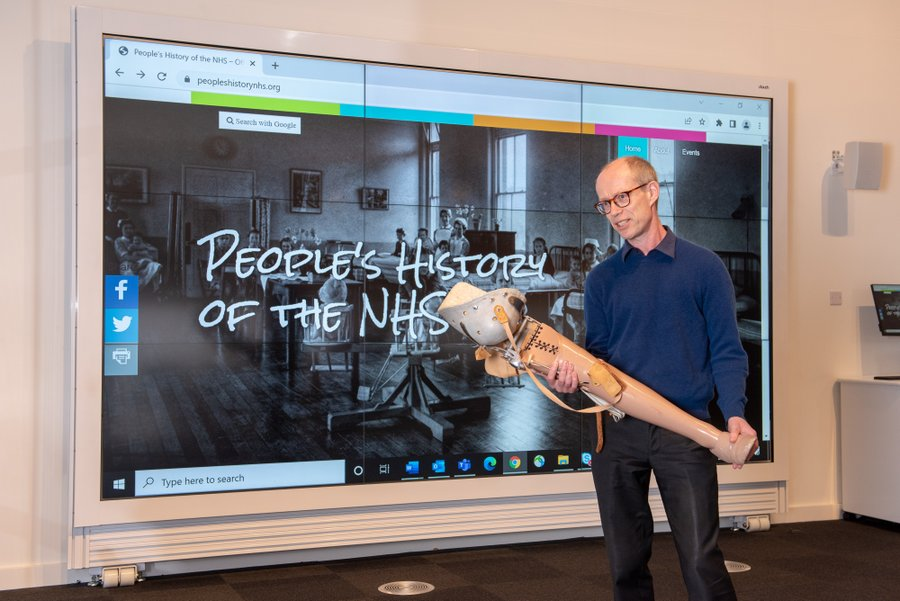 People's History of the NHS – Of
peopleshistorynhs.org
Search with Google
Home
About
Events
PEOPLE'S HISTORY
OF THE NHS
Type here to search